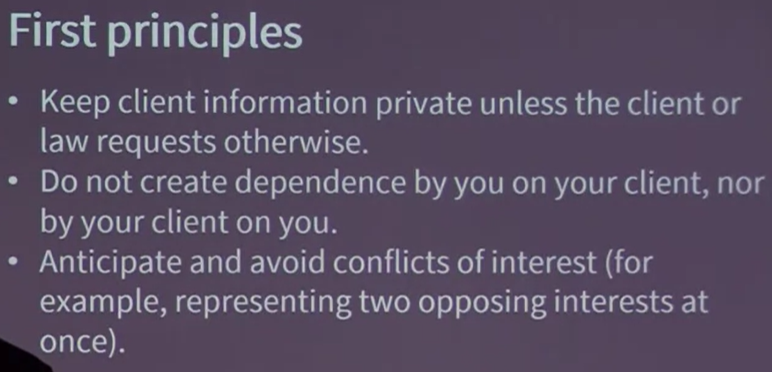 First principles
• Keep client information private unless the client or
law requests otherwise.
• Do not create dependence by you on your client, nor
by your client on you.
• Anticipate and avoid conflicts of interest (for
example, representing two opposing interests at
once).